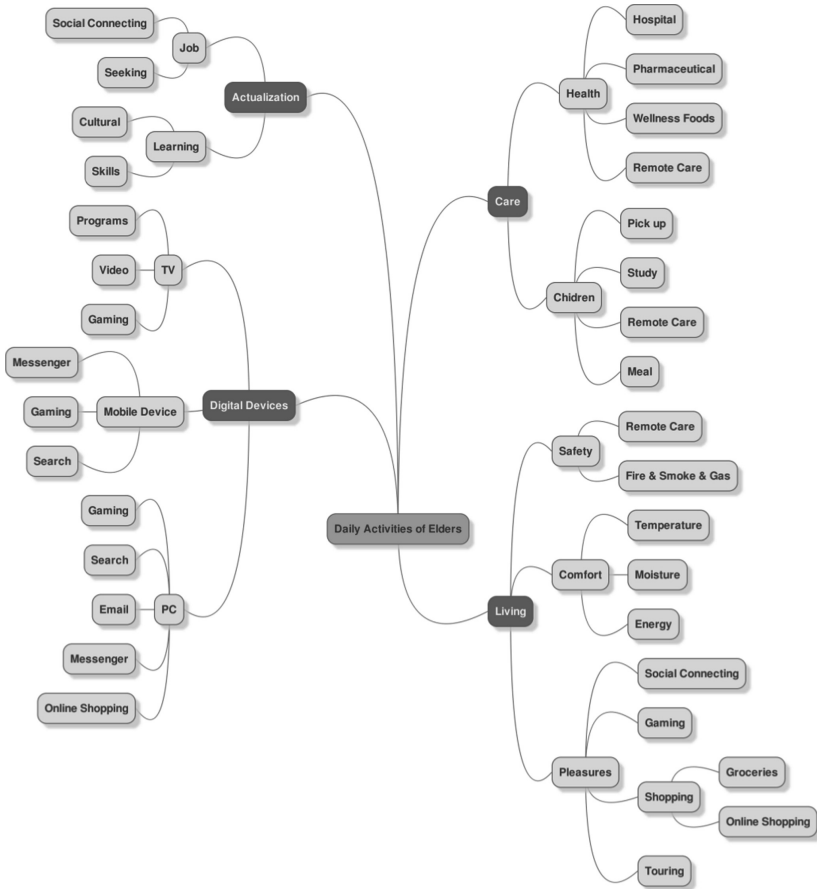 Social Connecting
Job
Seeking
Actualization
Cultural
Learning
Skills
Programs
Video
TV
Gaming
Messenger
Gaming
Mobile Device
Digital Devices
Search
Gaming
Search
Email
PC
Messenger
Online Shopping
Daily Activities of Elders
Hospital
Pharmaceutical
Health
Wellness Foods
Remote Care
Care
Pick up
Study
Chidren
Remote Care
Meal
Remote Care
Safety
Fire & Smoke & Gas
Temperature
Comfort
Moisture
Energy
Living
Social Connecting
Gaming
Pleasures
Groceries
Shopping
Online Shopping
Touring